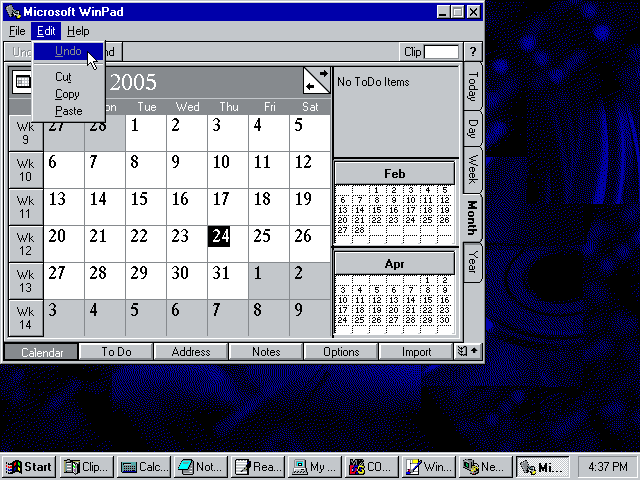 Microsoft WinPad
File Edit Help
Clip ?
Undo
Cut
Copy
Paste
2005
Tue Wed Thu Fri Sat
Wk 9 27 28 1 2 3 4 5
Wk 10 6 7 8 9 10 11 12
Wk 11 13 14 15 16 17 18 19
Wk 12 20 21 22 23 24 25 26
Wk 13 27 28 29 30 31 1 2
Wk 14 3 4 5 6 7 8 9
No ToDo Items
Feb
1 2 3 4 5
6 7 8 9 10 11 12
13 14 15 16 17 18 19
20 21 22 23 24 25 26
27 28
Apr
1 2
3 4 5 6 7 8 9
10 11 12 13 14 15 16
17 18 19 20 21 22 23
24 25 26 27 28 29 30
Today
Day
Week
Month
Year
Calendar To Do Address Notes Options Import
Start Clip... Calc... Not... Rea... My ... CO... Win... Ne... Mi... 4:37 PM